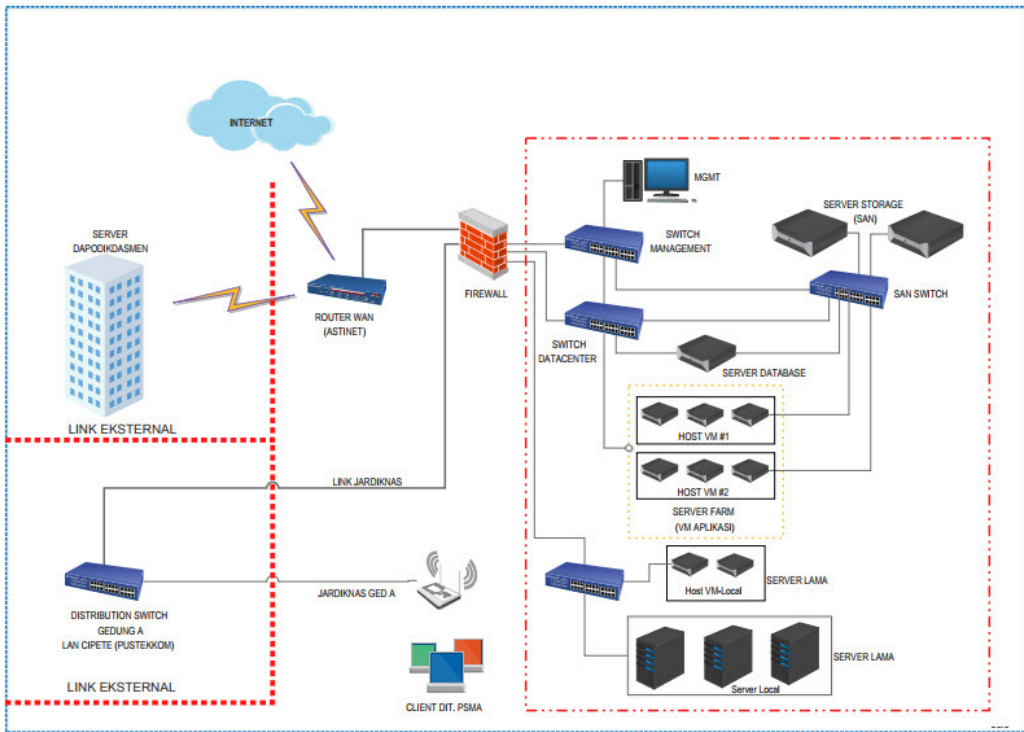 INTERNET
SERVER
DAPODIKDASMEN
LINK EKSTERNAL
ROUTER WAN
(ASTINET)
FIREWALL
MGMT
SWITCH
MANAGEMENT
SERVER STORAGE
(SAN)
SAN SWITCH
SWITCH
DATACENTER
SERVER DATABASE
HOST VM #1
HOST VM #2
SERVER FARM
(VM APLIKASI)
LINK JARDIKNAS
DISTRIBUTION SWITCH
GEDUNG A
LAN CIPETE (PUSTEKKOM)
LINK EKSTERNAL
JARDIKNAS GED A
CLIENT DIT. PSMA
Host VM-Local
SERVER LAMA
Server Local
SERVER LAMA